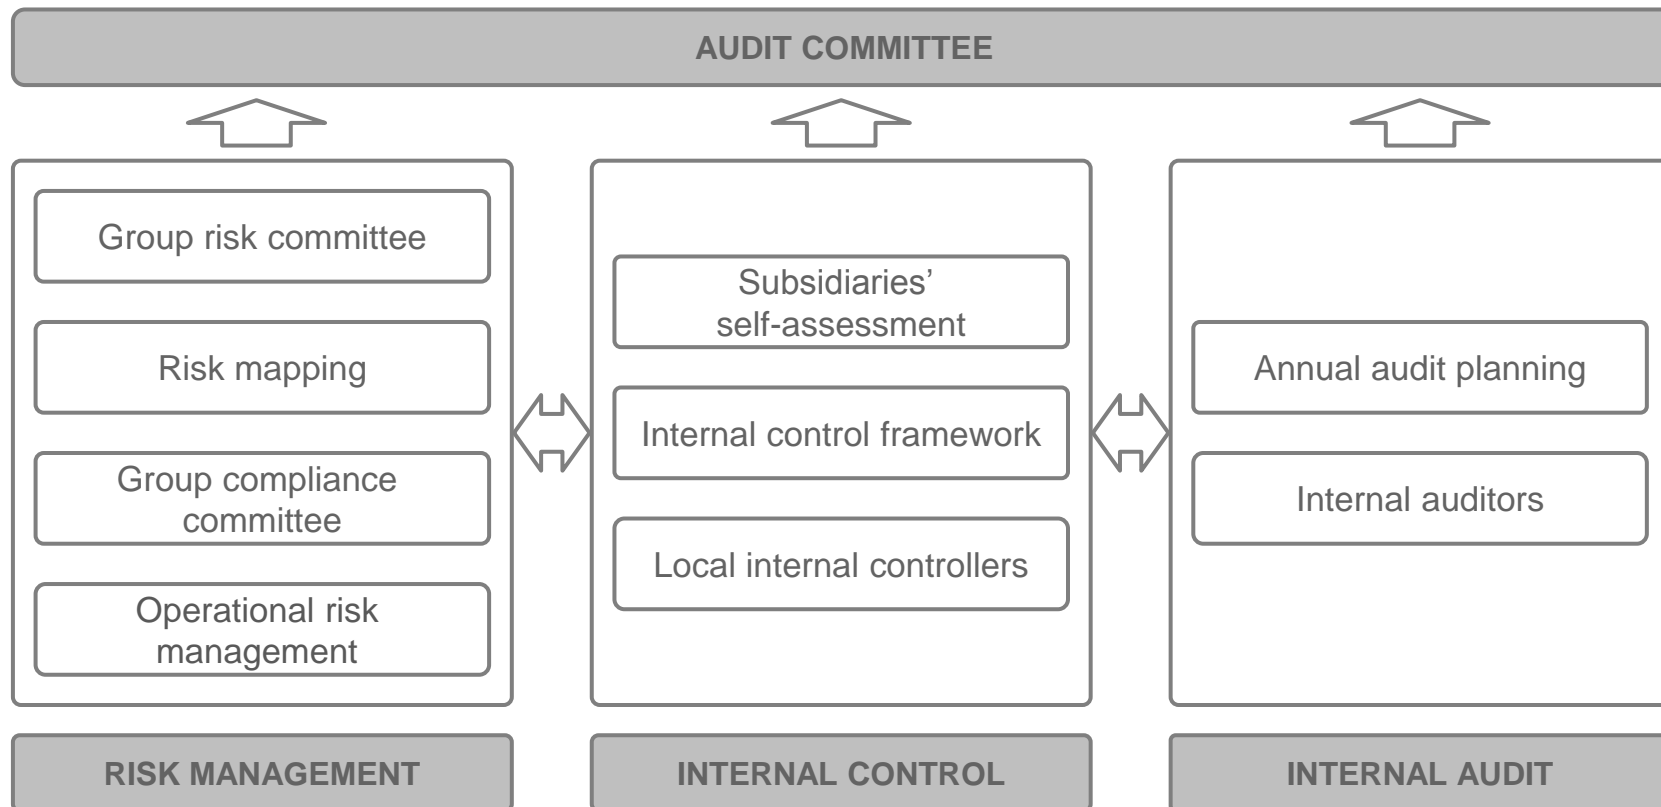 AUDIT COMMITTEE
Group risk committee
Risk mapping
Group compliance
committee
Operational risk
management
RISK MANAGEMENT
Subsidiaries’
self-assessment
Internal control framework
Local internal controllers
INTERNAL CONTROL
Annual audit planning
Internal auditors
INTERNAL AUDIT